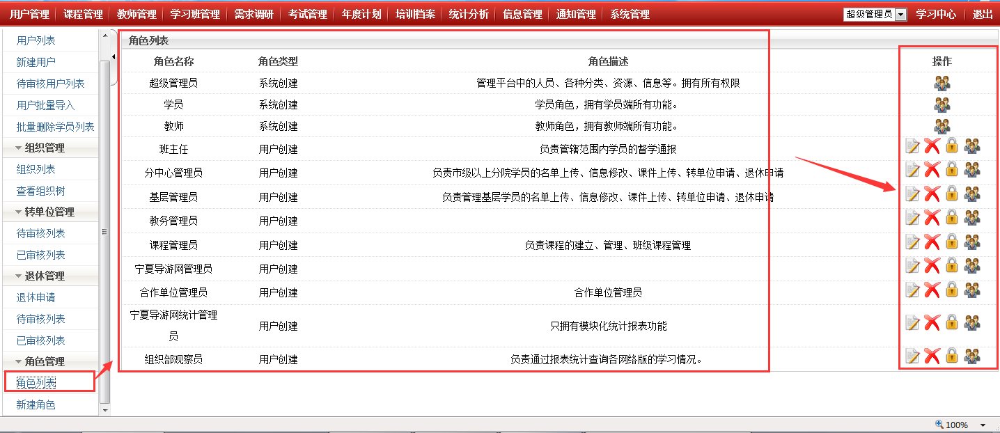 用户管理 课程管理 教师管理 学习班管理 需求调研 考试管理 年度计划 培训档案 统计分析 信息管理 通知管理 系统管理 超级管理员 学习中心 退出
用户列表
新建用户
待审核用户列表
用户批量导入
批量删除学员列表
组织管理
组织列表
查看组织树
转单位管理
待审核列表
已审核列表
退休管理
退休申请
待审核列表
已审核列表
角色管理
角色列表
新建角色
角色列表
角色名称 角色类型 角色描述 操作
超级管理员 系统创建 管理平台中的人员、各种分类、资源、信息等。拥有所有权限
学员 系统创建 学员角色，拥有学员端所有功能。
教师 系统创建 教师角色，拥有教师端所有功能。
班主任 用户创建 负责管辖范围内学员的督学通报
分中心管理员 用户创建 负责市级以上分院学员的名单上传、信息修改、课件上传、转单位申请、退休申请
基层管理员 用户创建 负责管理基层学员的名单上传、信息修改、课件上传、转单位申请、退休申请
教务管理员 用户创建
课程管理员 用户创建 负责课程的建立、管理、班级课程管理
宁夏导游网管理员 用户创建
合作单位管理员 用户创建 合作单位管理员
宁夏导游网统计管理
员 用户创建 只拥有模块化统计报表功能
组织部观察员 用户创建 负责通过报表统计查询各网络版的学习情况。
100%